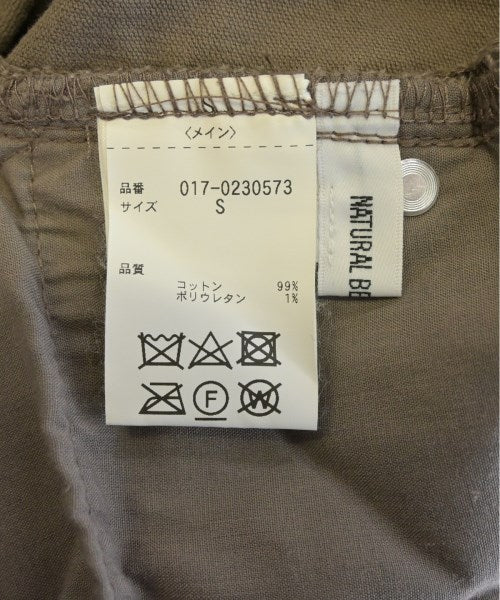 S
〈メイン〉
品番 017-0230573
サイズ S
品質
コットン 99%
ポリウレタン 1%
F
W
NATURAL BE